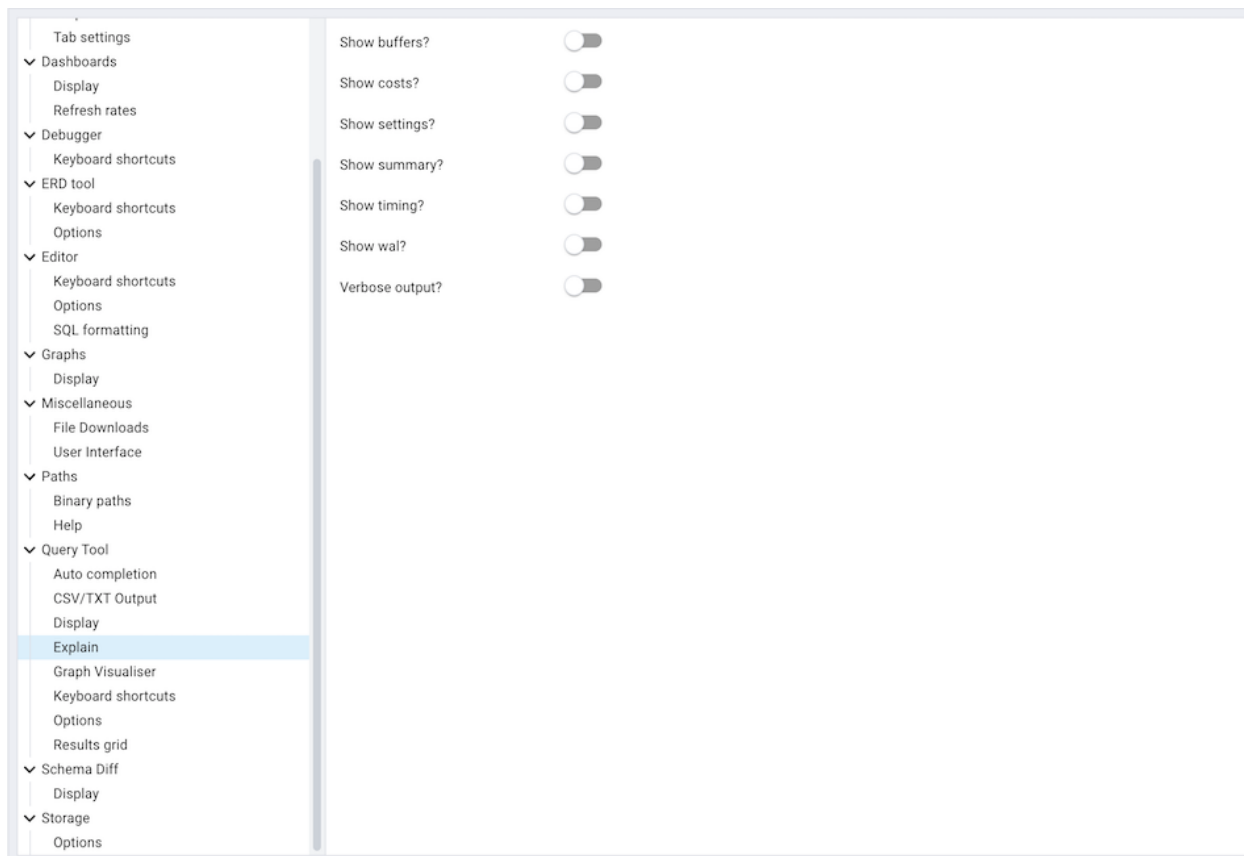 Tab settings
Dashboards
Display
Refresh rates
Debugger
Keyboard shortcuts
ERD tool
Keyboard shortcuts
Options
Editor
Keyboard shortcuts
Options
SQL formatting
Graphs
Display
Miscellaneous
File Downloads
User Interface
Paths
Binary paths
Help
Query Tool
Auto completion
CSV/TXT Output
Display
Explain
Graph Visualiser
Keyboard shortcuts
Options
Results grid
Schema Diff
Display
Storage
Options
Show buffers?
Show costs?
Show settings?
Show summary?
Show timing?
Show wal?
Verbose output?